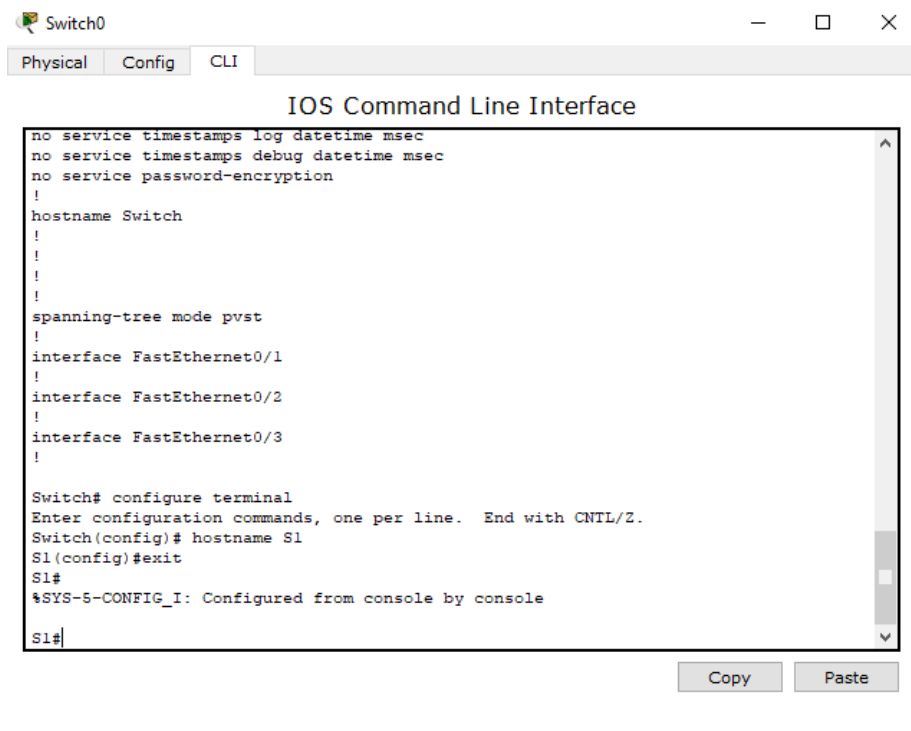 Switch0
Physical Config CLI
IOS Command Line Interface
no service timestamps log datetime msec
no service timestamps debug datetime msec
no service password-encryption
!
hostname Switch
!
!
!
!
spanning-tree mode pvst
!
interface FastEthernet0/1
!
interface FastEthernet0/2
!
interface FastEthernet0/3
!
Switch# configure terminal
Enter configuration commands, one per line.  End with CNTL/Z.
Switch(config)# hostname S1
S1(config)#exit
S1#
%SYS-5-CONFIG_I: Configured from console by console
S1#
Copy Paste